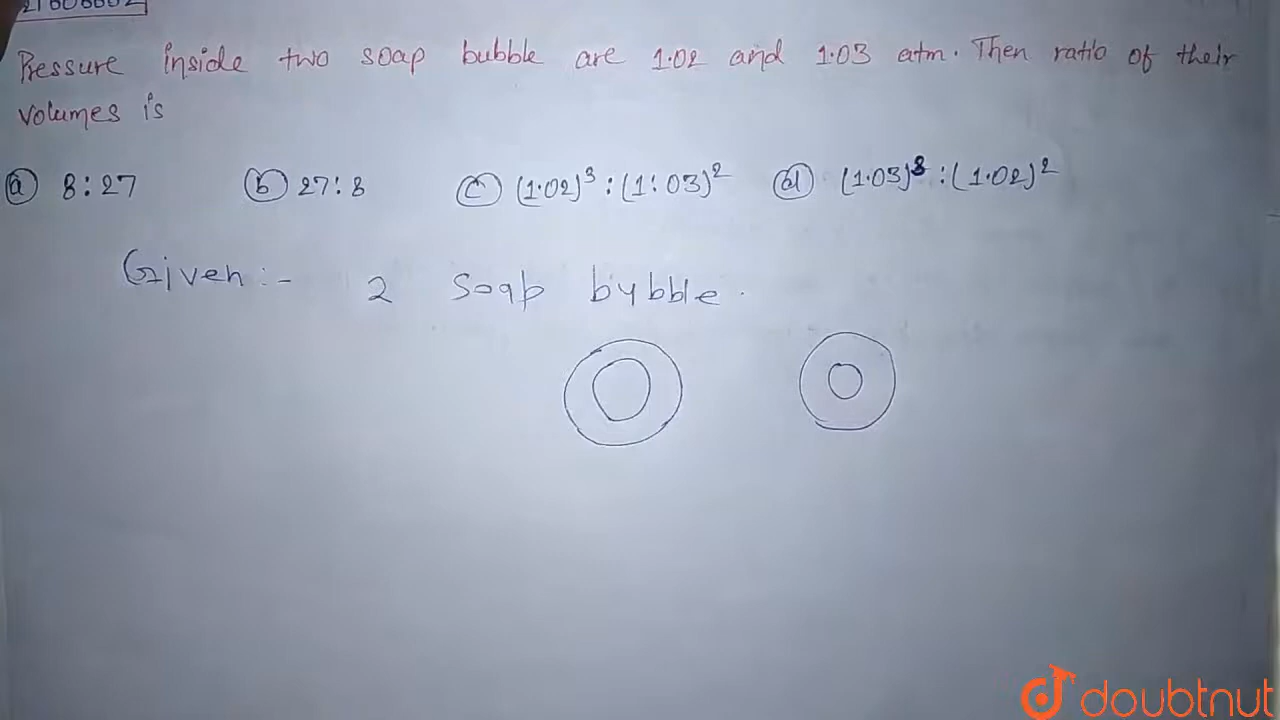 Pressure inside two soap bubble are 1.02 and 1.03 atm. Then ratio of their
volumes is
(a) 8:27 (b) 27:8 (c) (1.02)³ : (1:03)² (d) (1.03)³ : (1.02)²
Given :- 2 soap bubble.
doubtnut